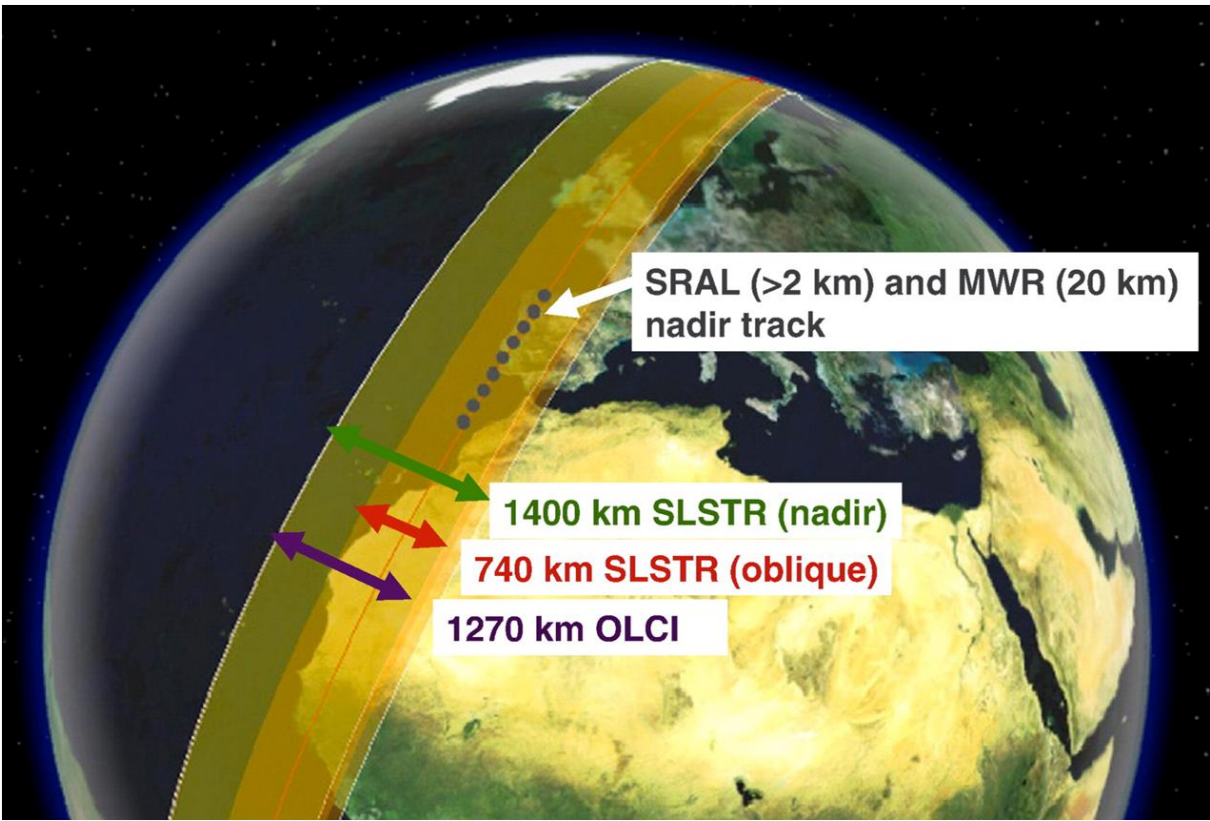 SRAL (>2 km) and MWR (20 km)
nadir track
1400 km SLSTR (nadir)
740 km SLSTR (oblique)
1270 km OLCI